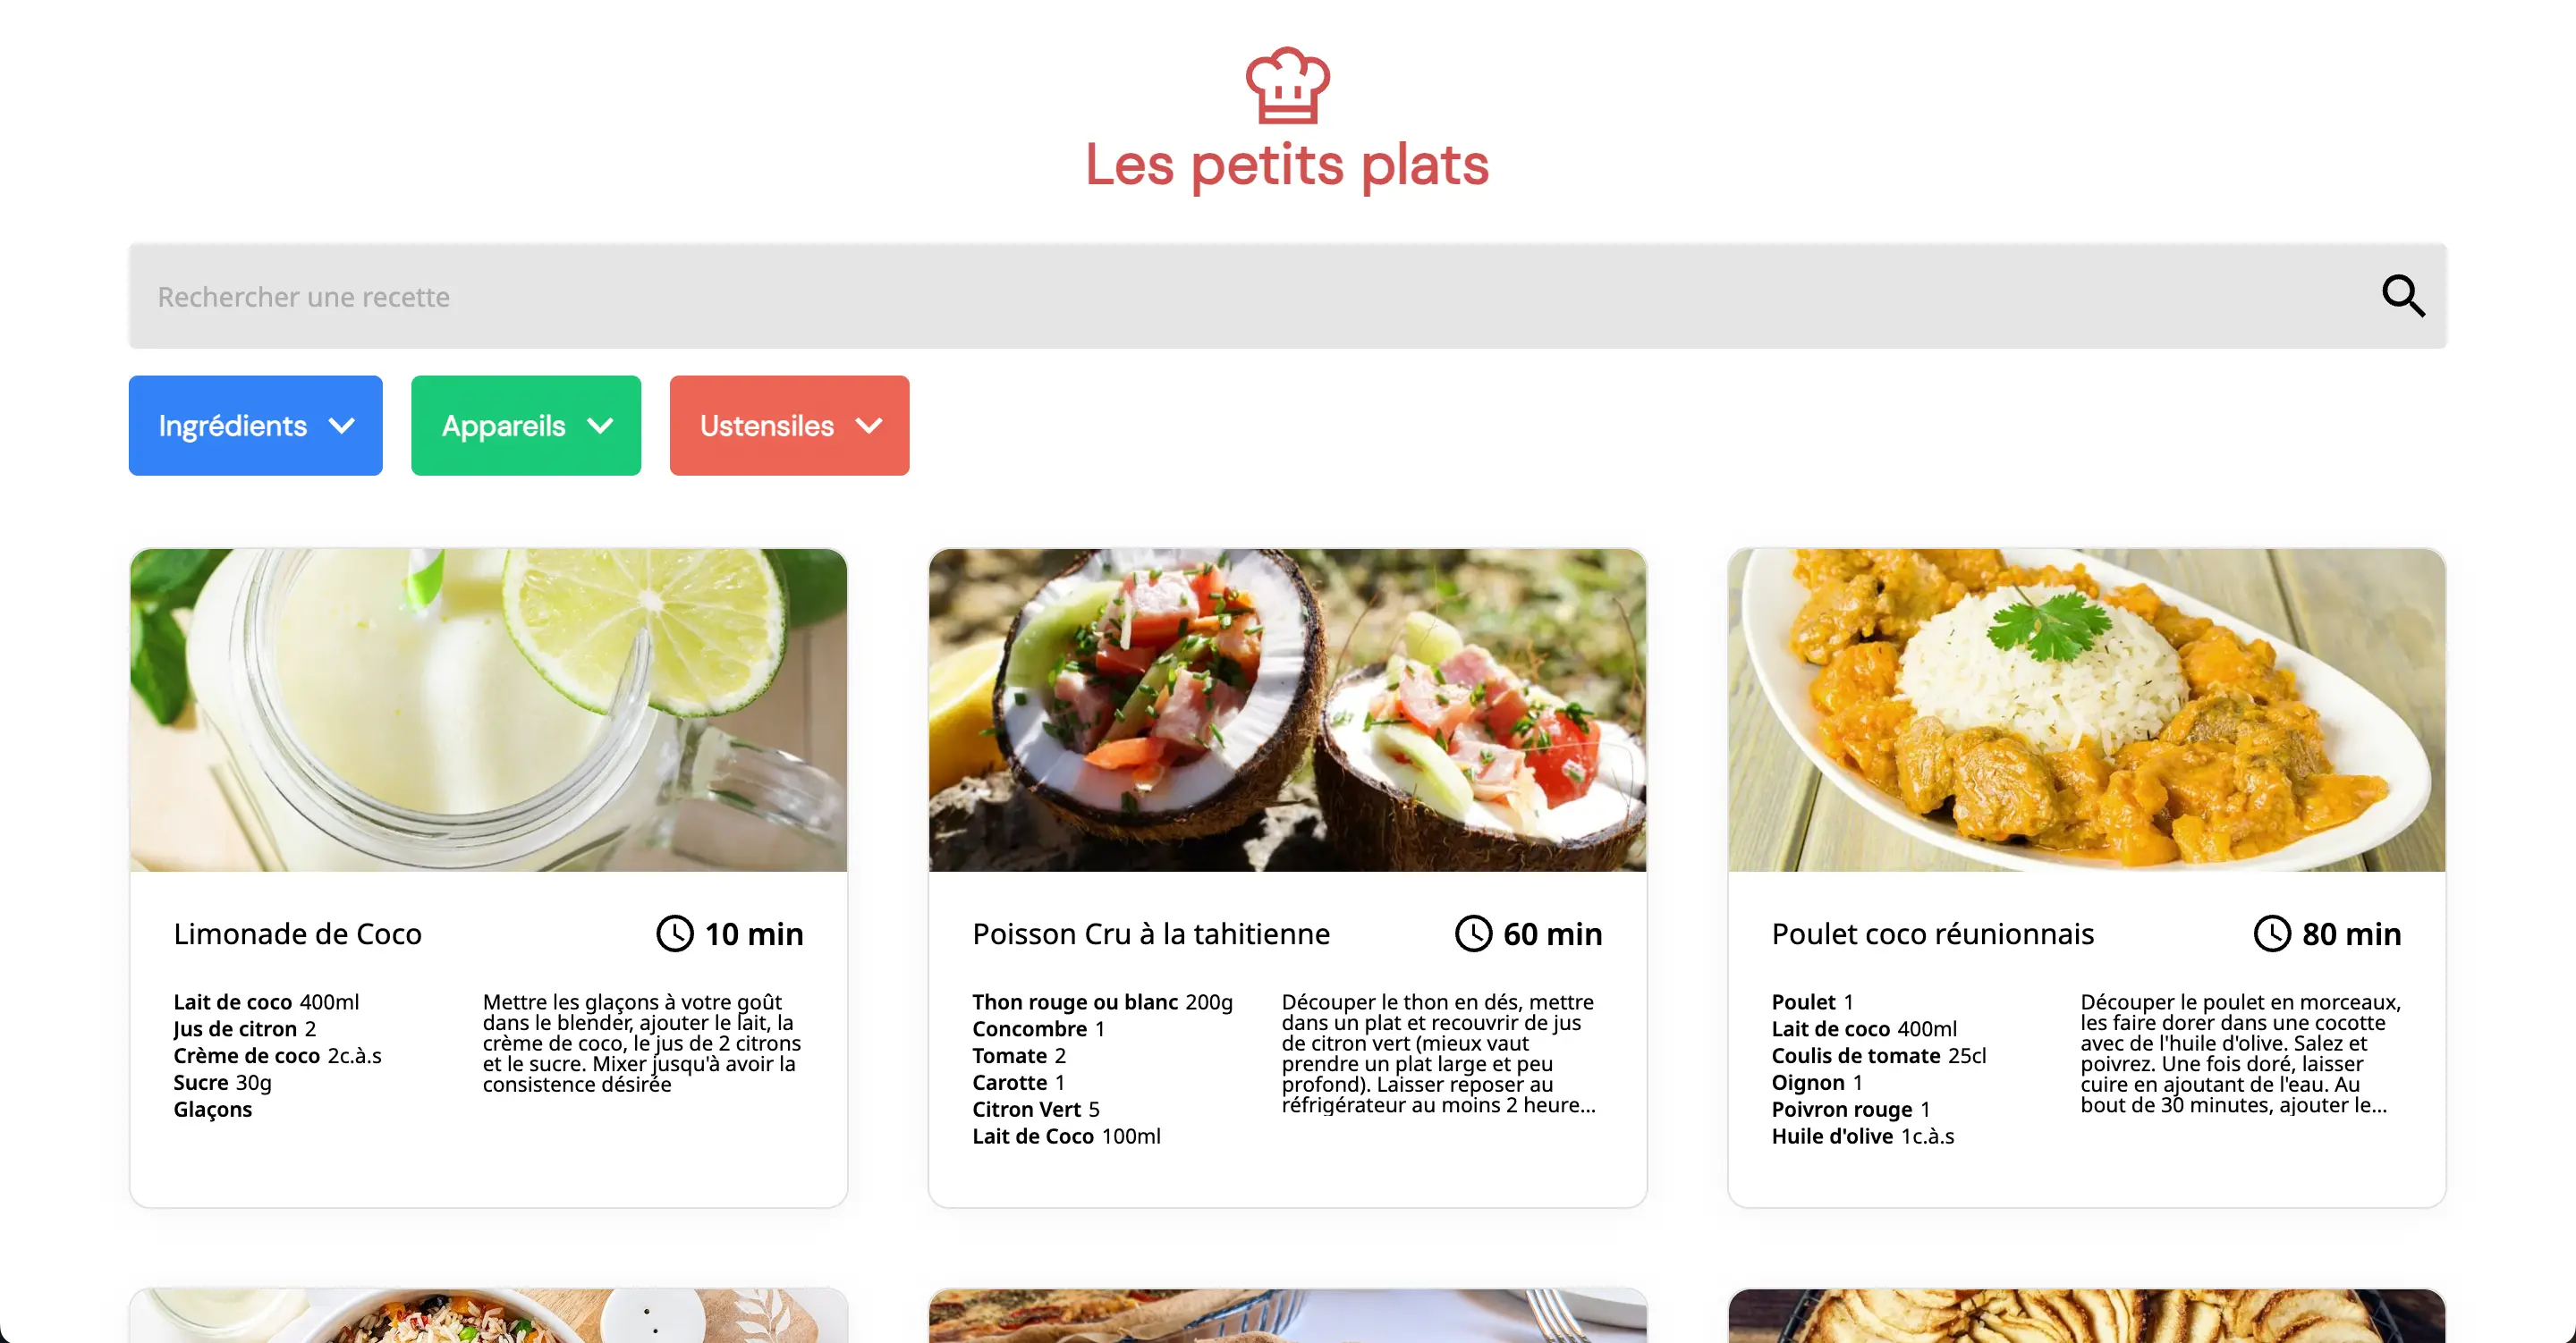 Les petits plats
Rechercher une recette
Ingrédients
Appareils
Ustensiles
Limonade de Coco
10 min
Lait de coco 400ml
Jus de citron 2
Crème de coco 2c.à.s
Sucre 30g
Glaçons
Mettre les glaçons à votre goût
dans le blender, ajouter le lait, la
crème de coco, le jus de 2 citrons
et le sucre. Mixer jusqu'à avoir la
consistence désirée
Poisson Cru à la tahitienne
60 min
Thon rouge ou blanc 200g
Concombre 1
Tomate 2
Carotte 1
Citron Vert 5
Lait de Coco 100ml
Découper le thon en dés, mettre
dans un plat et recouvrir de jus
de citron vert (mieux vaut
prendre un plat large et peu
profond). Laisser reposer au
réfrigérateur au moins 2 heure...
Poulet coco réunionnais
80 min
Poulet 1
Lait de coco 400ml
Coulis de tomate 25cl
Oignon 1
Poivron rouge 1
Huile d'olive 1c.à.s
Découper le poulet en morceaux,
les faire dorer dans une cocotte
avec de l'huile d'olive. Salez et
poivrez. Une fois doré, laisser
cuire en ajoutant de l'eau. Au
bout de 30 minutes, ajouter le...